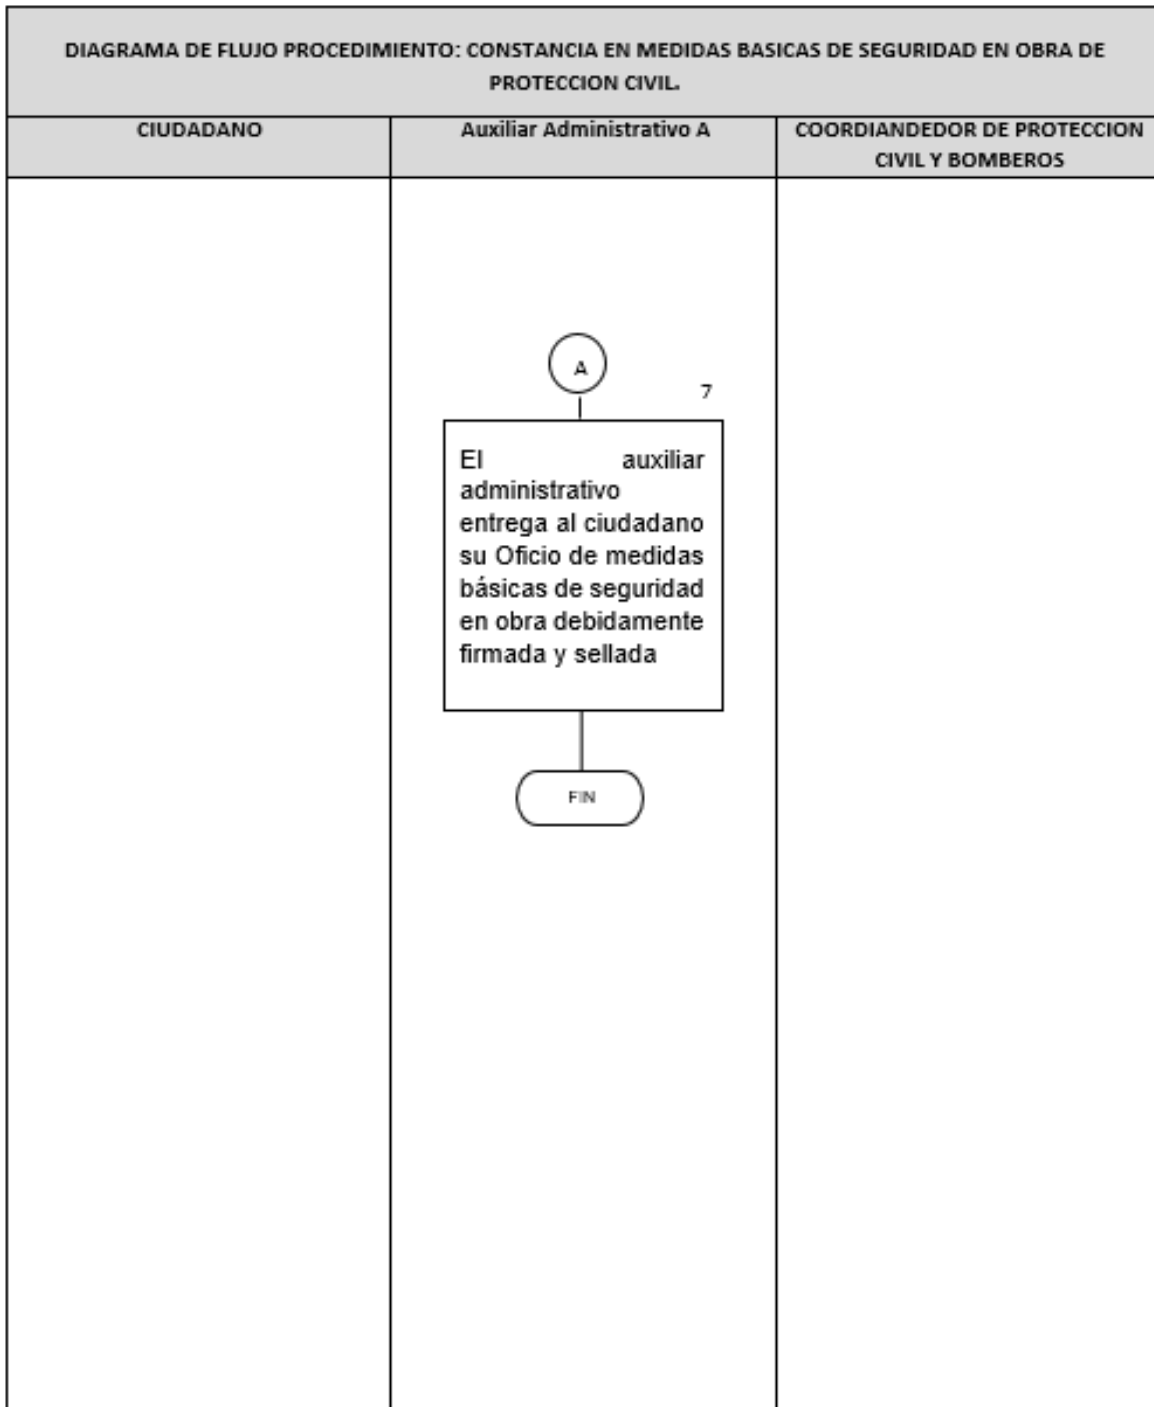 DIAGRAMA DE FLUJO PROCEDIMIENTO: CONSTANCIA EN MEDIDAS BASICAS DE SEGURIDAD EN OBRA DE
PROTECCION CIVIL.
CIUDADANO
Auxiliar Administrativo A
COORDIANDEDOR DE PROTECCION
CIVIL Y BOMBEROS
A
7
El auxiliar
administrativo
entrega al ciudadano
su Oficio de medidas
básicas de seguridad
en obra debidamente
firmada y sellada
FIN